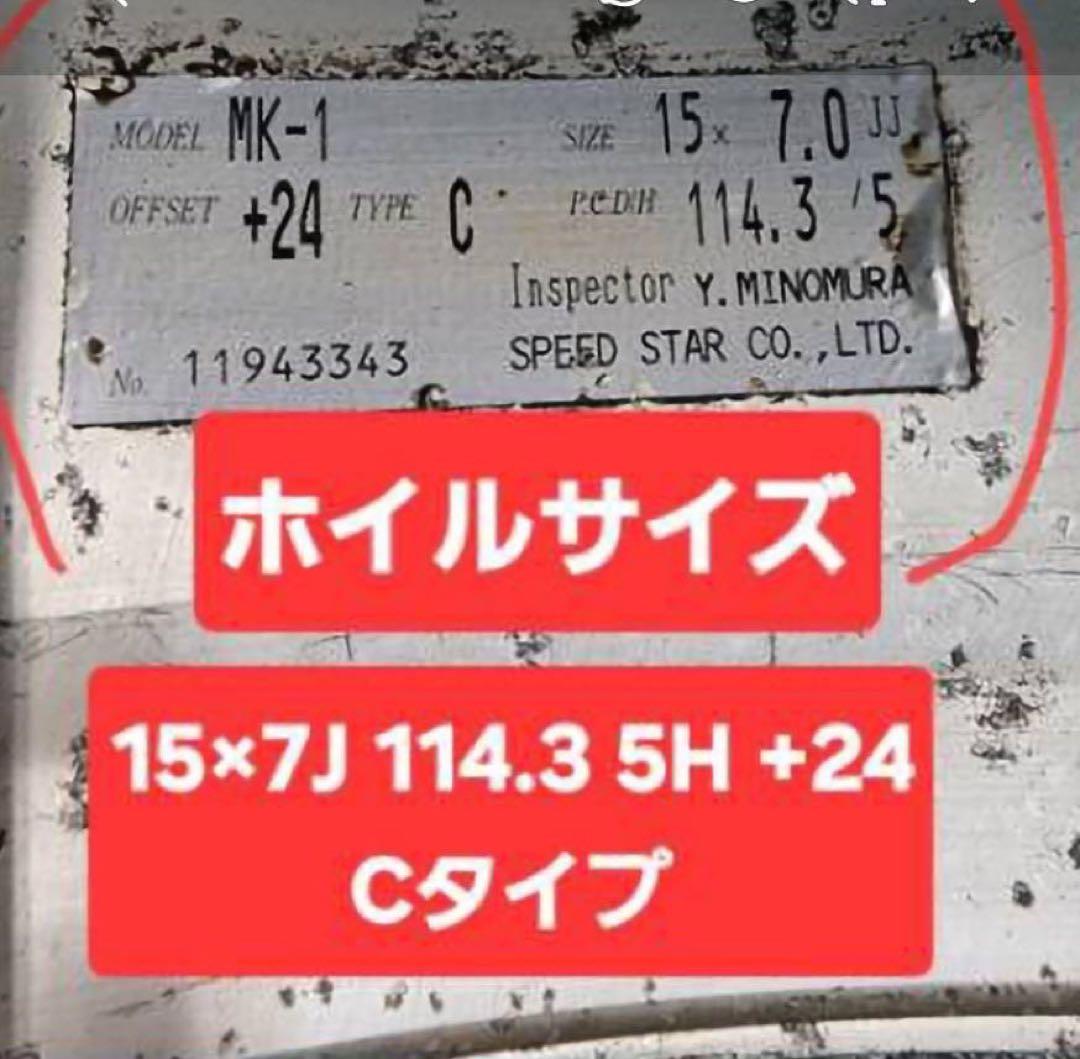 MODEL MK-1 SIZE 15× 7.0 JJ
OFFSET +24 TYPE C P.C.D/H 114.3 /5
Inspector Y. MINOMURA
No. 11943343 SPEED STAR CO.,LTD.
ホイルサイズ
15×7J 114.3 5H +24
Cタイプ